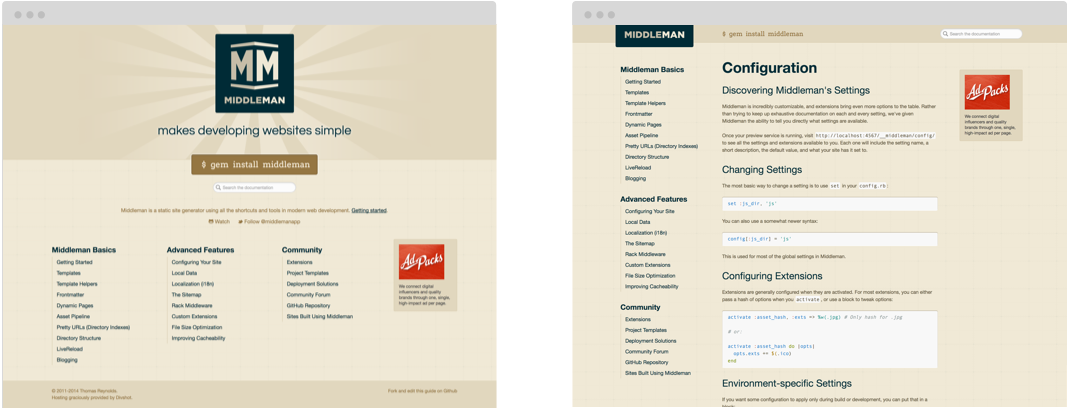 MM
MIDDLEMAN
makes developing websites simple
$ gem install middleman
Search the documentation
Middleman is a static site generator using all the shortcuts and tools in modern web development. Getting started.
Watch Follow @middlemanapp
Middleman Basics
Getting Started
Templates
Template Helpers
Frontmatter
Dynamic Pages
Asset Pipeline
Pretty URLs (Directory Indexes)
Directory Structure
LiveReload
Blogging
Advanced Features
Configuring Your Site
Local Data
Localization (i18n)
The Sitemap
Rack Middleware
Custom Extensions
File Size Optimization
Improving Cacheability
Community
Extensions
Project Templates
Deployment Solutions
Community Forum
GitHub Repository
Sites Built Using Middleman
Ad Packs
We connect digital
influencers and quality
brands through one, single,
high-impact ad per page.
© 2011-2014 Thomas Reynolds.
Hosting graciously provided by Divshot.
Fork and edit this guide on Github
MIDDLEMAN
$ gem install middleman
Search the documentation
Middleman Basics
Getting Started
Templates
Template Helpers
Frontmatter
Dynamic Pages
Asset Pipeline
Pretty URLs (Directory Indexes)
Directory Structure
LiveReload
Blogging
Advanced Features
Configuring Your Site
Local Data
Localization (i18n)
The Sitemap
Rack Middleware
Custom Extensions
File Size Optimization
Improving Cacheability
Community
Extensions
Project Templates
Deployment Solutions
Community Forum
GitHub Repository
Sites Built Using Middleman
Configuration
Discovering Middleman's Settings
Middleman is incredibly customizable, and extensions bring even more options to the table. Rather
than trying to keep up exhaustive documentation on each and every setting, we've given
Middleman the ability to tell you directly what settings are available.
Once your preview service is running, visit http://localhost:4567/__middleman/config/
to see all the settings and extensions available to you. Each one will include the setting name, a
short description, the default value, and what your site has it set to.
Changing Settings
The most basic way to change a setting is to use set in your config.rb:
set :js_dir, 'js'
You can also use a somewhat newer syntax:
config[:js_dir] = 'js'
This is used for most of the global settings in Middleman.
Configuring Extensions
Extensions are generally configured when they are activated. For most extensions, you can either
pass a hash of options when you activate, or use a block to tweak options:
activate :asset_hash, :exts => %w(.jpg) # Only hash for .jpg
# or:
activate :asset_hash do |opts|
opts.exts += $(.ico)
end
Environment-specific Settings
If you want some configuration to apply only during build or development, you can put that in a
Ad Packs
We connect digital
influencers and quality
brands through one, single,
high-impact ad per page.